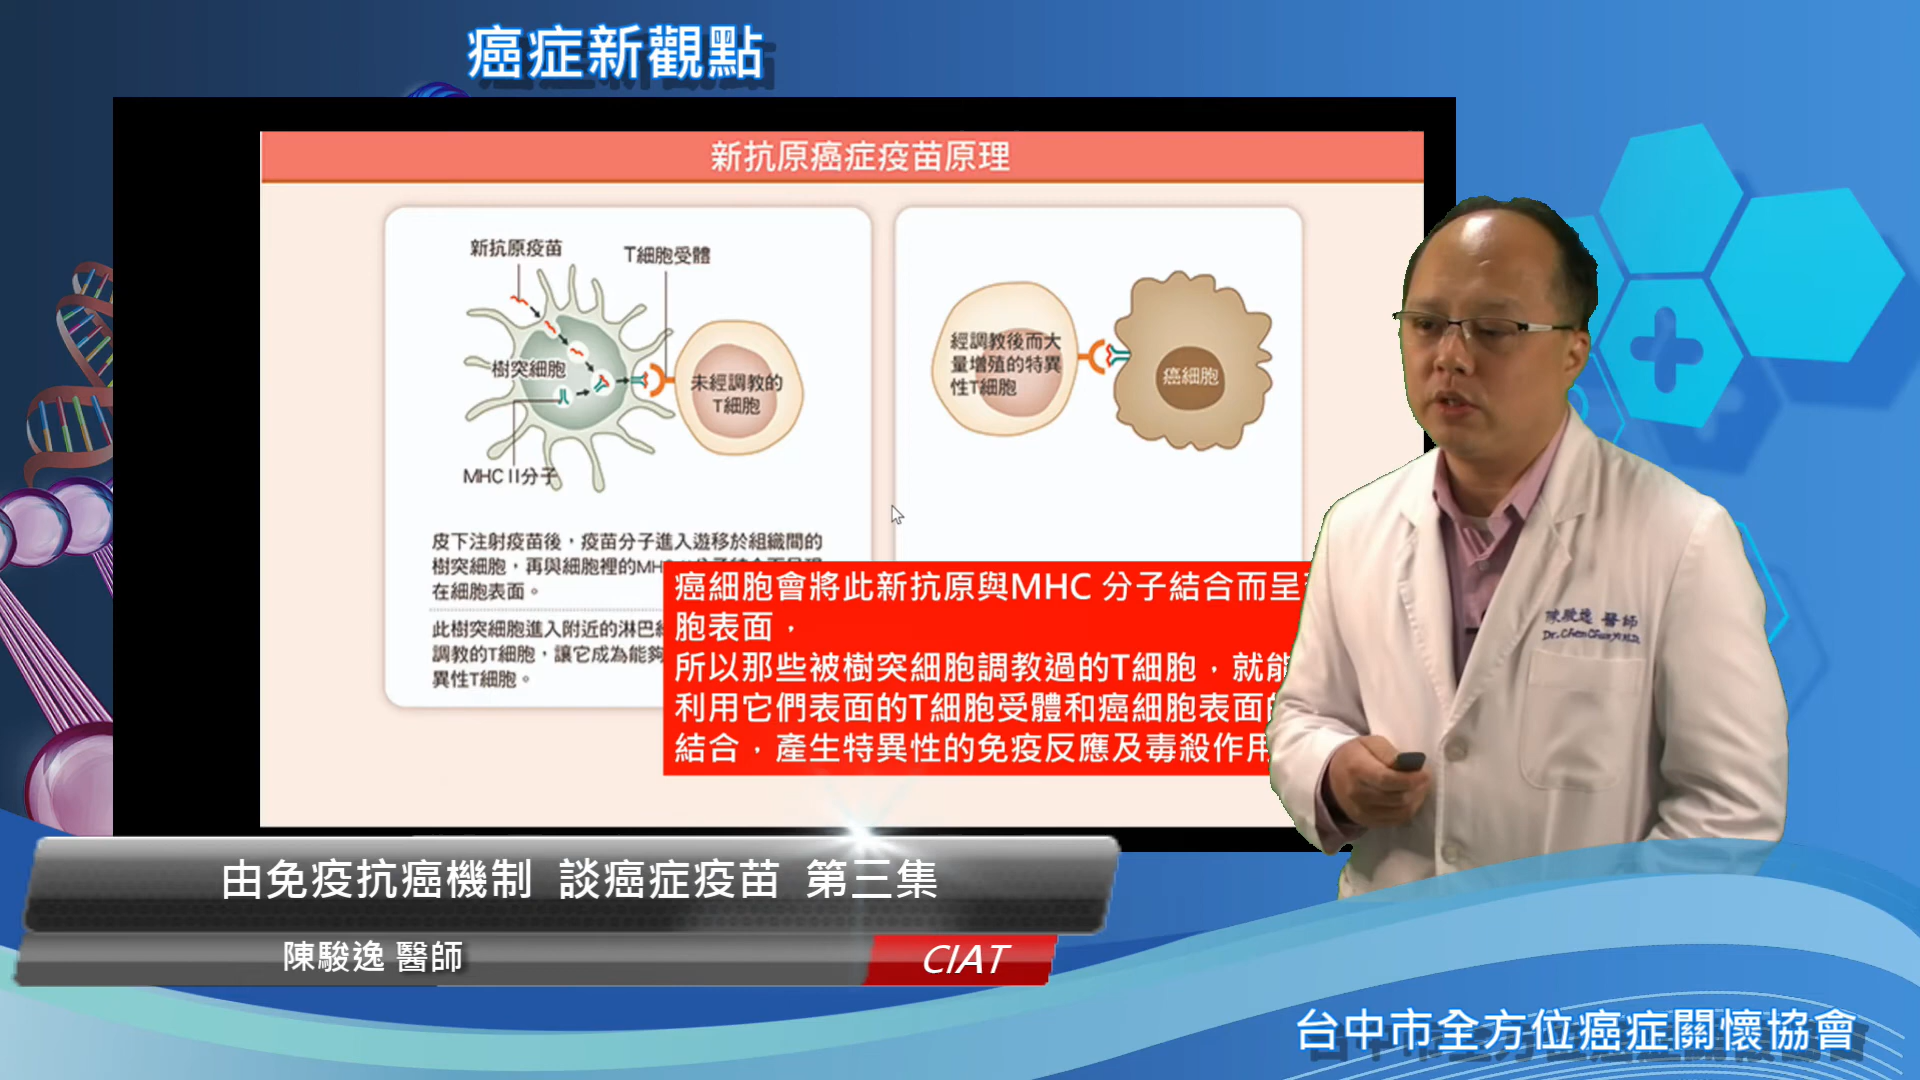 癌症新觀點
新抗原癌症疫苗原理
新抗原疫苗
T細胞受體
樹突細胞
未經調教的
T細胞
MHC II分子
皮下注射疫苗後，疫苗分子進入遊移於組織間的
樹突細胞，再與細胞裡的MH
在細胞表面。
此樹突細胞進入附近的淋巴
調教的T細胞，讓它成為能夠
異性T細胞。
經調教後而大
量增殖的特異
性T細胞
癌細胞
癌細胞會將此新抗原與MHC 分子結合而呈
胞表面，
所以那些被樹突細胞調教過的T細胞，就能
利用它們表面的T細胞受體和癌細胞表面
結合，產生特異性的免疫反應及毒殺作用
陳駿逸 醫師
Dr.Chen Chun Yi M.D.
由免疫抗癌機制 談癌症疫苗 第三集
陳駿逸 醫師
CIAT
台中市全方位癌症關懷協會